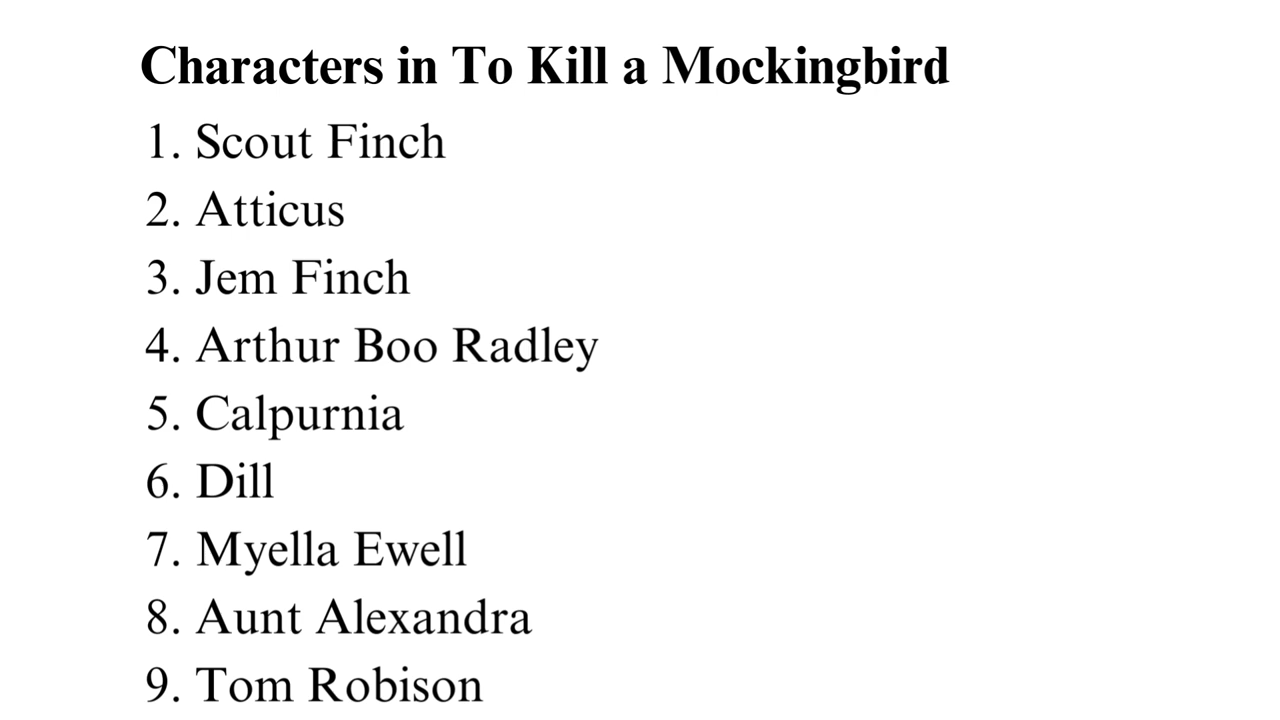 Characters in To Kill a Mockingbird
1. Scout Finch
2. Atticus
3. Jem Finch
4. Arthur Boo Radley
5. Calpurnia
6. Dill
7. Myella Ewell
8. Aunt Alexandra
9. Tom Robison